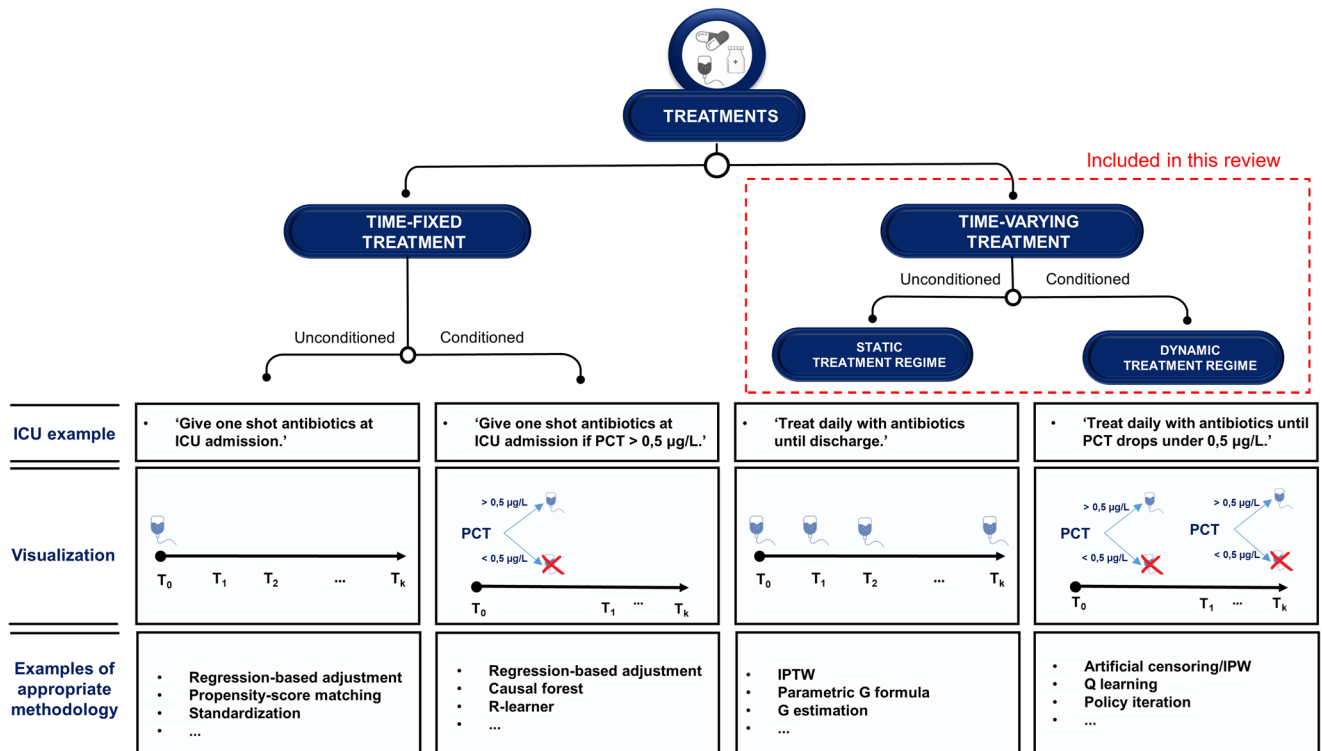 TREATMENTS
Included in this review
TIME-FIXED
TREATMENT
TIME-VARYING
TREATMENT
Unconditioned
Conditioned
Unconditioned
Conditioned
STATIC
TREATMENT REGIME
DYNAMIC
TREATMENT REGIME
ICU example
• ‘Give one shot antibiotics at
ICU admission.’
• ‘Give one shot antibiotics at
ICU admission if PCT > 0,5 µg/L.’
• ‘Treat daily with antibiotics
until discharge.’
• ‘Treat daily with antibiotics until
PCT drops under 0,5 µg/L.’
Visualization
T0 T1 T2 ... Tk
> 0,5 µg/L
PCT
< 0,5 µg/L
T0 T1 ... Tk
T0 T1 T2 ... Tk
> 0,5 µg/L
PCT
< 0,5 µg/L
> 0,5 µg/L
PCT
< 0,5 µg/L
T0 T1 ... Tk
Examples of
appropriate
methodology
• Regression-based adjustment
• Propensity-score matching
• Standardization
• ...
• Regression-based adjustment
• Causal forest
• R-learner
• ...
• IPTW
• Parametric G formula
• G estimation
• ...
• Artificial censoring/IPW
• Q learning
• Policy iteration
• ...